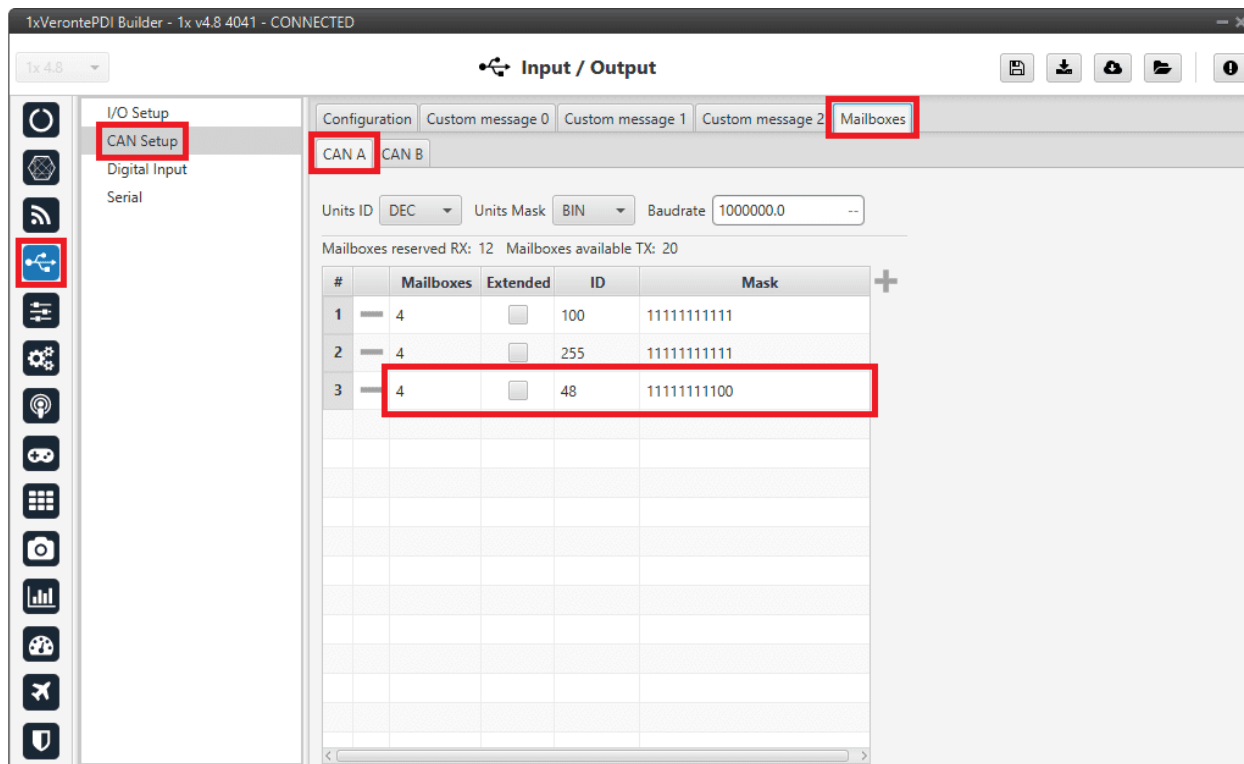 1xVerontePDI Builder - 1x v4.8 4041 - CONNECTED
1x 4.8
Input / Output
I/O Setup
CAN Setup
Digital Input
Serial
Configuration Custom message 0 Custom message 1 Custom message 2 Mailboxes
CAN A CAN B
Units ID DEC Units Mask BIN Baudrate 1000000.0 --
Mailboxes reserved RX: 12 Mailboxes available TX: 20
# Mailboxes Extended ID Mask
1 4 100 11111111111
2 4 255 11111111111
3 4 48 11111111100